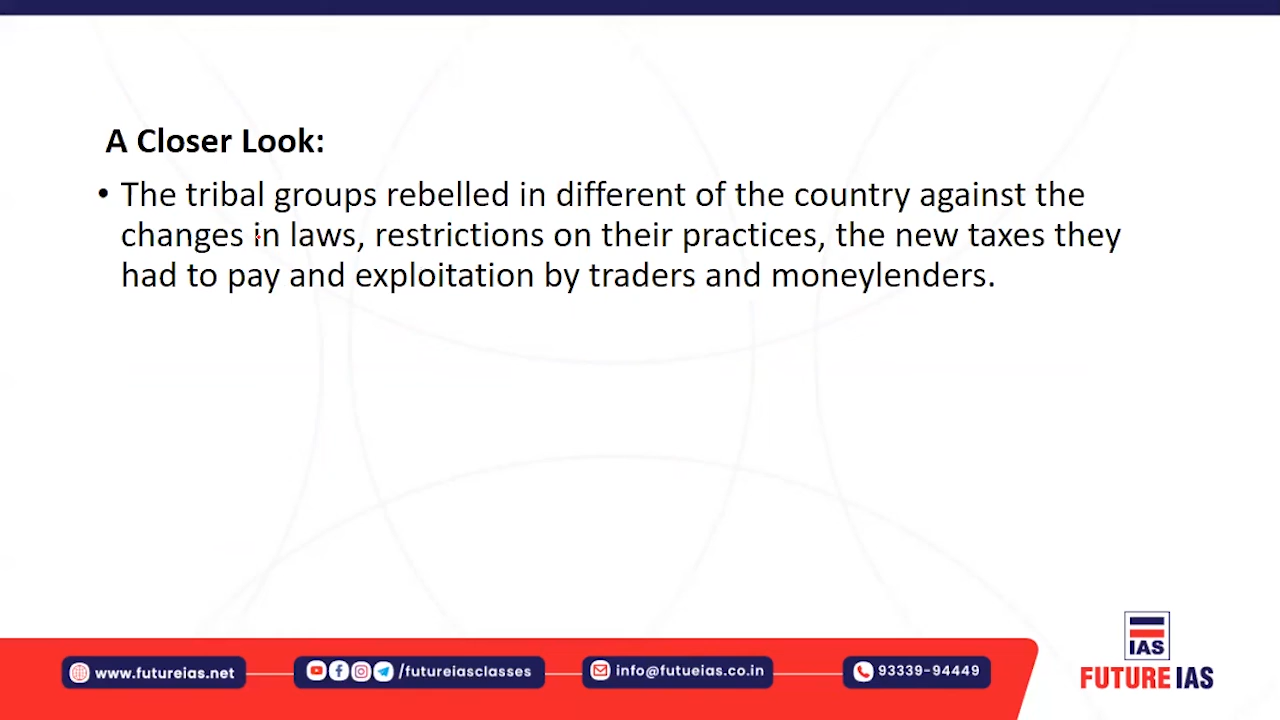 A Closer Look:
• The tribal groups rebelled in different of the country against the
changes in laws, restrictions on their practices, the new taxes they
had to pay and exploitation by traders and moneylenders.
www.futureias.net
/futureiasclasses
info@futueias.co.in
93339-94449
IAS
FUTURE IAS